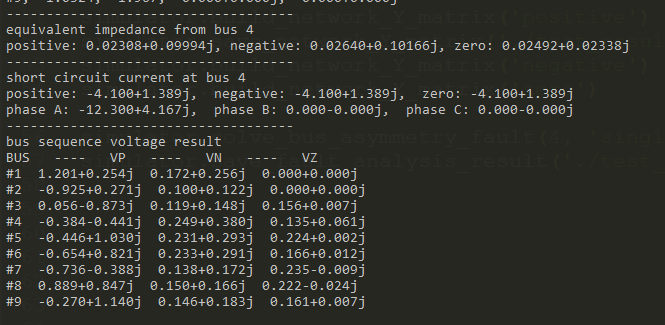 -------------------------------------
equivalent impedance from bus 4
positive: 0.02308+0.09994j, negative: 0.02640+0.10166j, zero: 0.02492+0.02338j
-------------------------------------
short circuit current at bus 4
positive: -4.100+1.389j,  negative: -4.100+1.389j,  zero: -4.100+1.389j
phase A: -12.300+4.167j,  phase B: 0.000-0.000j,  phase C: 0.000-0.000j
-------------------------------------
bus sequence voltage result
BUS   ----   VP   ----   VN   ----   VZ
#1  1.201+0.254j  0.172+0.256j  0.000+0.000j
#2  -0.925+0.271j  0.100+0.122j  0.000+0.000j
#3  0.056-0.873j  0.119+0.148j  0.156+0.007j
#4  -0.384-0.441j  0.249+0.380j  0.135+0.061j
#5  -0.446+1.030j  0.231+0.293j  0.224+0.002j
#6  -0.654+0.821j  0.233+0.291j  0.166+0.012j
#7  -0.736-0.388j  0.138+0.172j  0.235-0.009j
#8  0.889+0.847j  0.150+0.166j  0.222-0.024j
#9  -0.270+1.140j  0.146+0.183j  0.161+0.007j